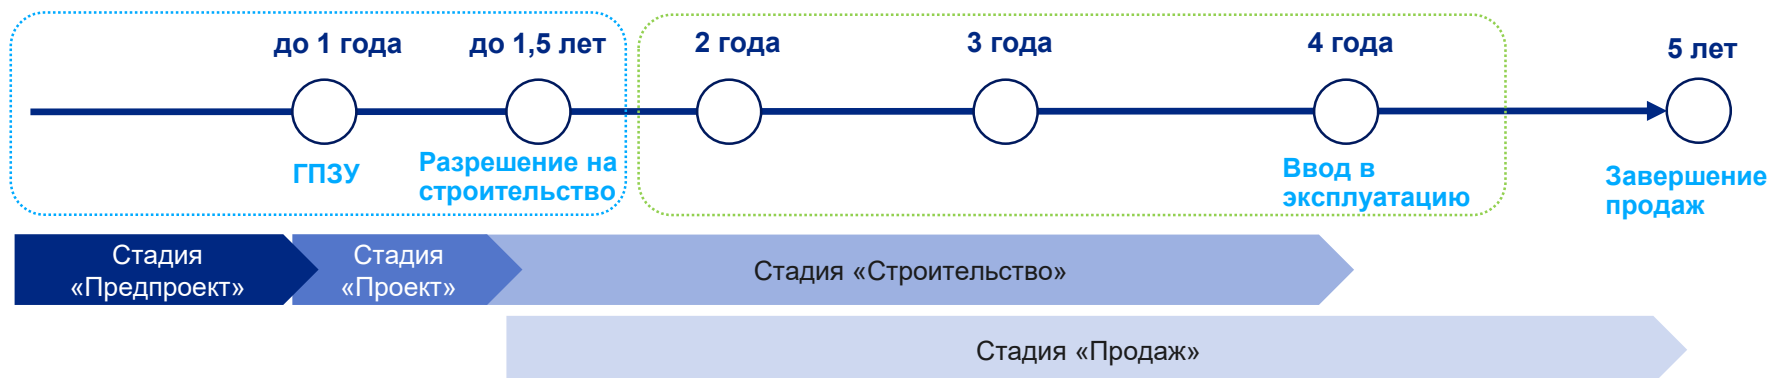 до 1 года
до 1,5 лет
2 года
3 года
4 года
5 лет
ГПЗУ
Разрешение на
строительство
Ввод в
эксплуатацию
Завершение
продаж
Стадия
«Предпроект»
Стадия
«Проект»
Стадия «Строительство»
Стадия «Продаж»